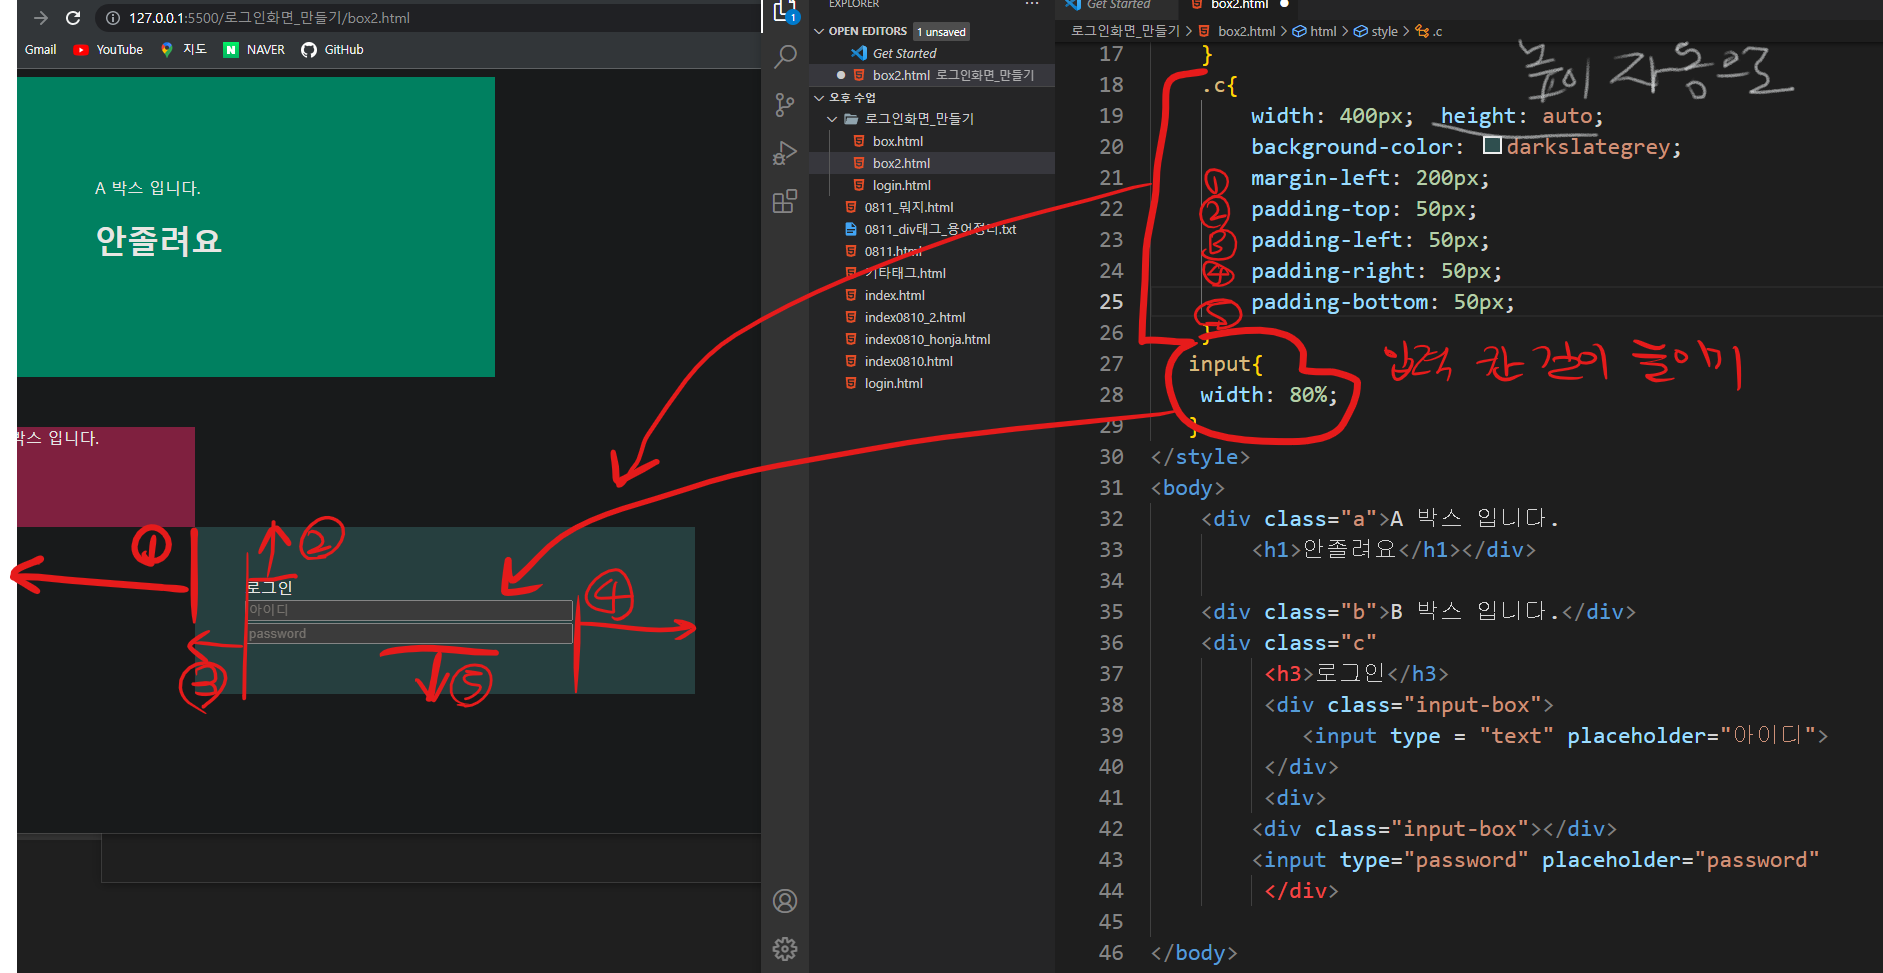 127.0.0.1:5500/로그인화면_만들기/box2.html
Gmail YouTube 지도 NAVER GitHub
A 박스 입니다.
안졸려요
박스 입니다.
① ② ③ ④ ⑤
로그인
아이디
password
1
EXPLORER ...
OPEN EDITORS 1 unsaved
Get Started
box2.html 로그인화면_만들기
오후 수업
로그인화면_만들기
box.html
box2.html
login.html
0811_뭐지.html
0811_div태그_용어정리.txt
0811.html
기타태그.html
index.html
index0810_2.html
index0810_honja.html
index0810.html
login.html
Get Started box2.html
로그인화면_만들기 > box2.html > html > style > .c
높이 자동으로
17 }
18 .c{
19 width: 400px; height: auto;
20 background-color: darkslategrey;
21 ① margin-left: 200px;
22 ② padding-top: 50px;
23 ③ padding-left: 50px;
24 ④ padding-right: 50px;
25 ⑤ padding-bottom: 50px;
26 }
27 input{
28 width: 80%;
29 }
입력 칸 길이 늘이기
30 </style>
31 <body>
32 <div class="a">A 박스 입니다.
33 <h1>안졸려요</h1></div>
34
35 <div class="b">B 박스 입니다.</div>
36 <div class="c"
37 <h3>로그인</h3>
38 <div class="input-box">
39 <input type = "text" placeholder="아이디">
40 </div>
41 <div>
42 <div class="input-box"></div>
43 <input type="password" placeholder="password"
44 </div>
45
46 </body>